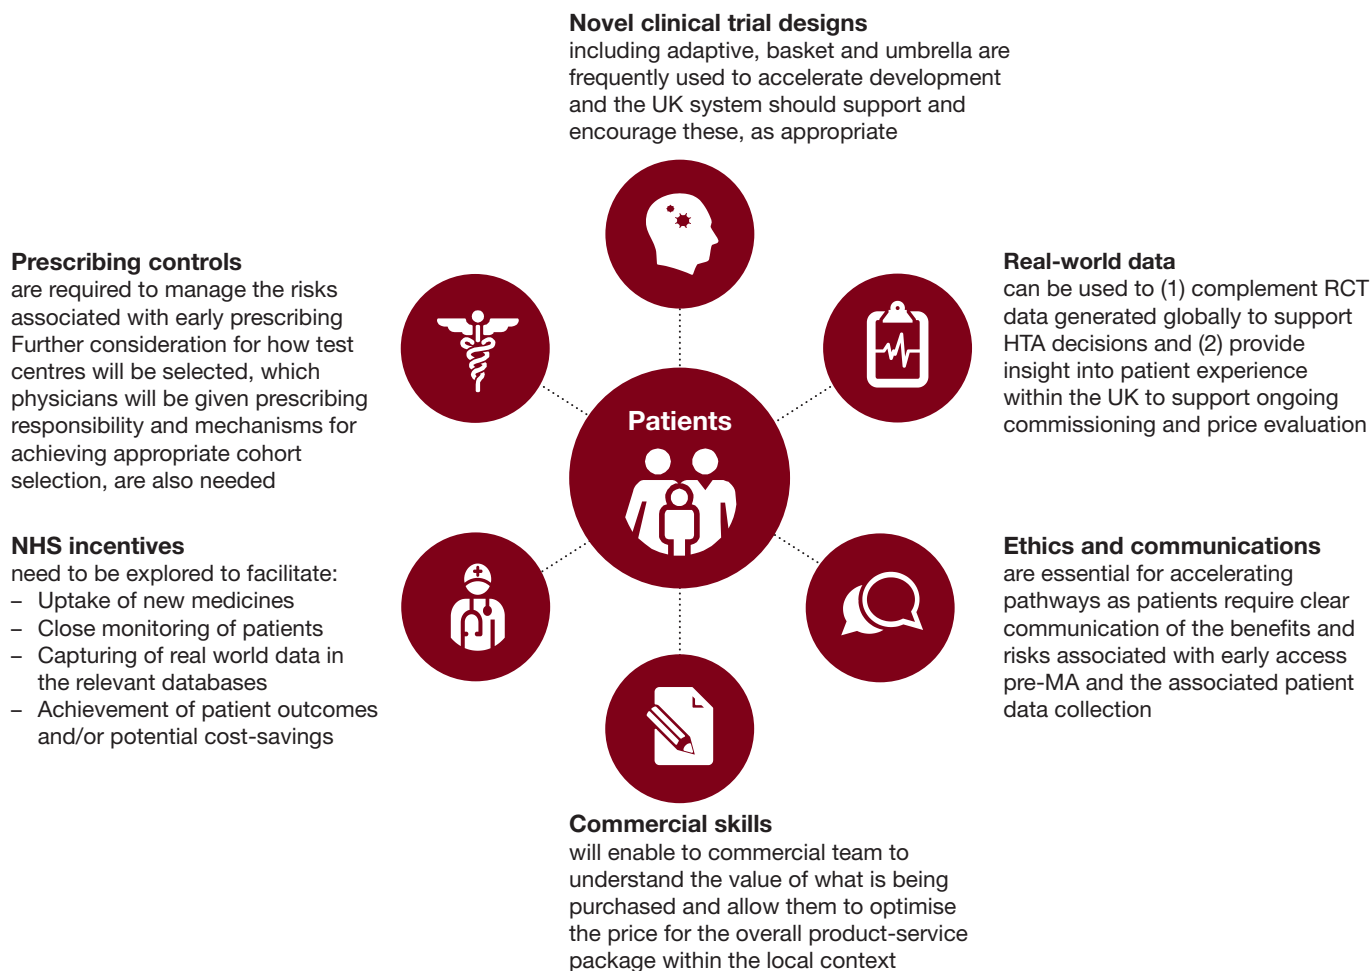 Novel clinical trial designs
including adaptive, basket and umbrella are
frequently used to accelerate development
and the UK system should support and
encourage these, as appropriate
Prescribing controls
are required to manage the risks
associated with early prescribing
Further consideration for how test
centres will be selected, which
physicians will be given prescribing
responsibility and mechanisms for
achieving appropriate cohort
selection, are also needed
Real-world data
can be used to (1) complement RCT
data generated globally to support
HTA decisions and (2) provide
insight into patient experience
within the UK to support ongoing
commissioning and price evaluation
Patients
NHS incentives
need to be explored to facilitate:
– Uptake of new medicines
– Close monitoring of patients
– Capturing of real world data in
the relevant databases
– Achievement of patient outcomes
and/or potential cost-savings
Ethics and communications
are essential for accelerating
pathways as patients require clear
communication of the benefits and
risks associated with early access
pre-MA and the associated patient
data collection
Commercial skills
will enable to commercial team to
understand the value of what is being
purchased and allow them to optimise
the price for the overall product-service
package within the local context